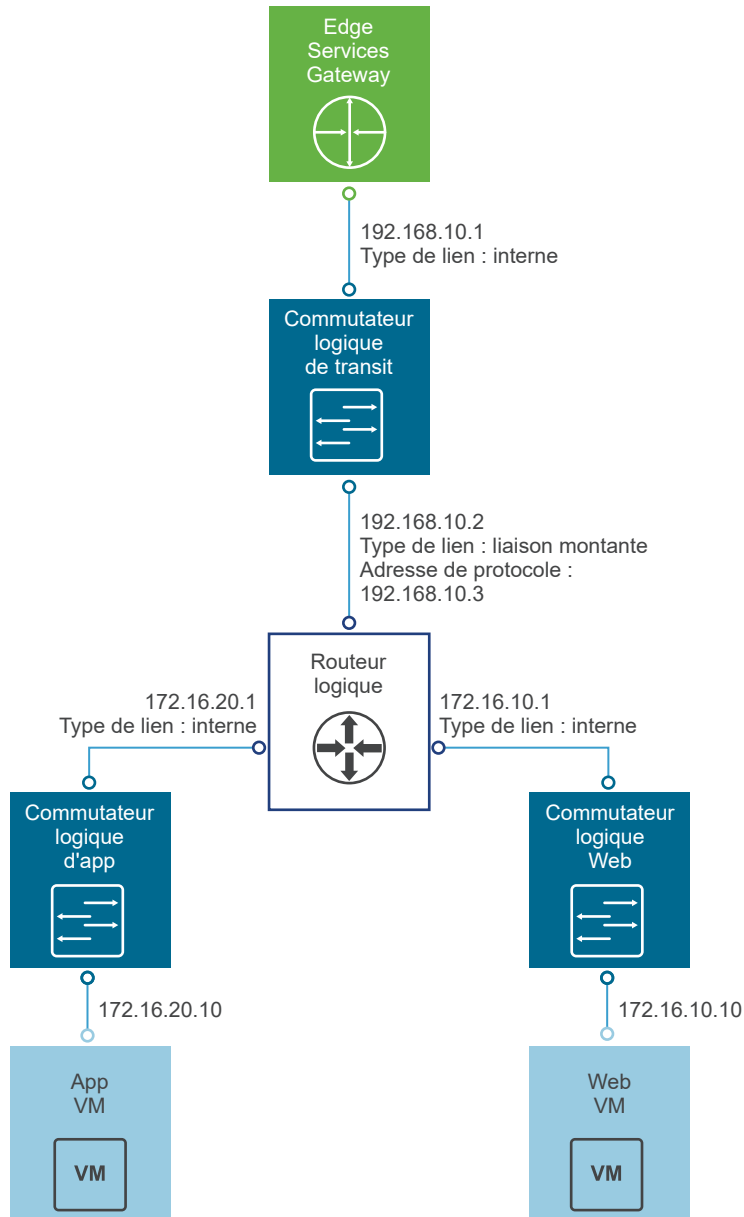 Edge
Services
Gateway
192.168.10.1
Type de lien : interne
Commutateur
logique
de transit
192.168.10.2
Type de lien : liaison montante
Adresse de protocole :
192.168.10.3
Routeur
logique
172.16.20.1
Type de lien : interne
172.16.10.1
Type de lien : interne
Commutateur
logique
d'app
Commutateur
logique
Web
172.16.20.10
172.16.10.10
App
VM
VM
Web
VM
VM